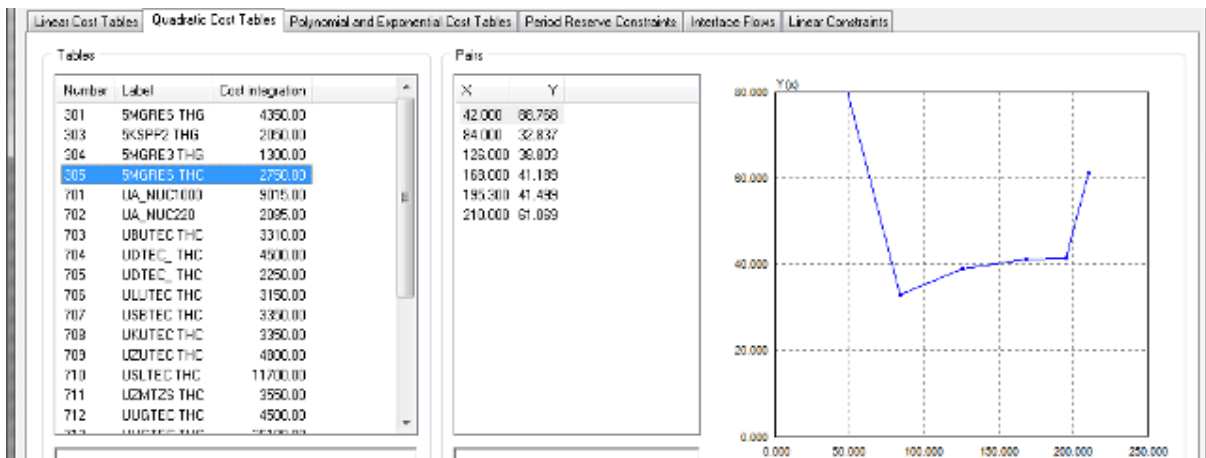 Linear Cost Tables Quadratic Cost Tables Polynomial and Exponential Cost Tables Period Reserve Constraints Interface Flows Linear Constraints
Tables
Number Label Cost integration
301 5MGRES THG 4350.00
303 5KSPP2 THG 2050.00
304 5MGRE3 THG 1300.00
305 5MGRES THC 2750.00
701 UA_NUC1000 9015.00
702 UA_NUC220 2095.00
703 UBUTEC THC 3310.00
704 UDTEC_ THC 4500.00
705 UDTEC_ THC 2250.00
706 ULUTEC THC 3150.00
707 USBTEC THC 3350.00
708 UKUTEC THC 3350.00
709 UZUTEC THC 4800.00
710 USLTEC THC 11700.00
711 UZMTZS THC 3550.00
712 UUGTEC THC 4500.00
Pairs
X Y
42.000 88.768
84.000 32.837
126.000 38.803
168.000 41.189
195.300 41.499
210.000 61.069
Y(x)
80.000
60.000
40.000
20.000
0.000
0.000 50.000 100.000 150.000 200.000 250.000